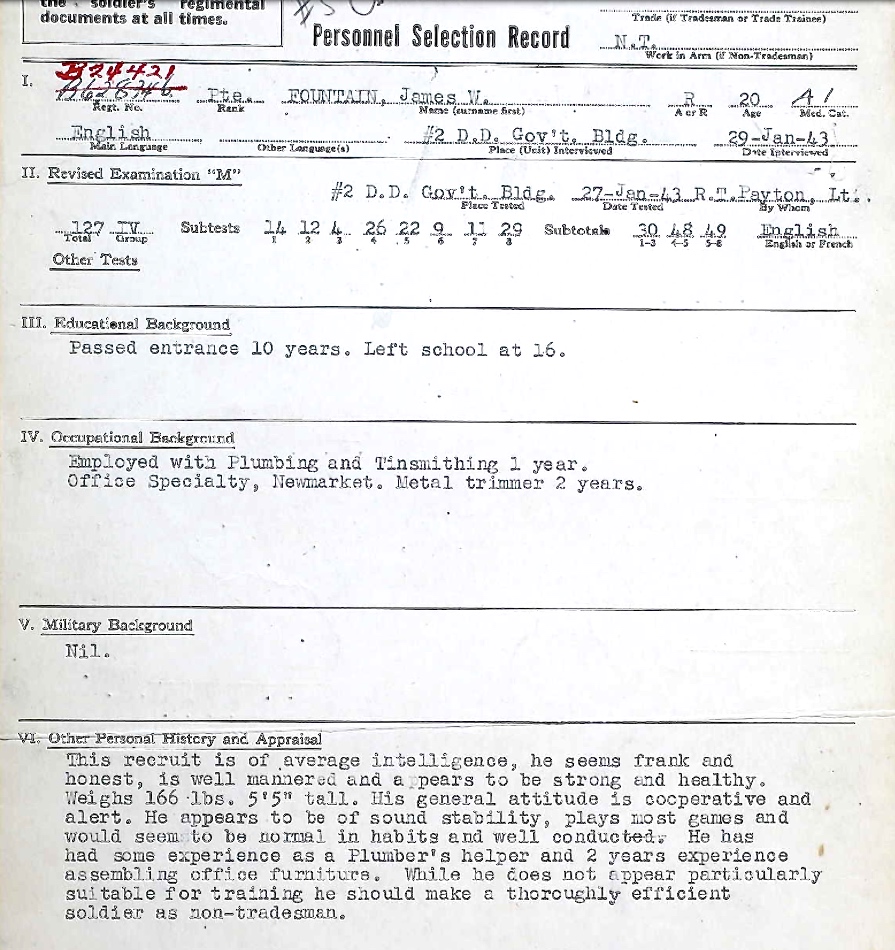 the soldier's regimental
documents at all times.
Personnel Selection Record
Trade (if Tradesman or Trade Trainee)
N.T.
Work in Arm (if Non-Tradesman)
I.
B24421
B628746
Pte. FOUNTAIN, James W. R 20 A1
Regt. No. Rank Name (surname first) A or R Age Med. Cat.
English #2 D.D. Gov't. Bldg. 29-Jan-43
Main Language Other Language(s) Place (Unit) Interviewed Date Interviewed
II. Revised Examination "M"
#2 D.D. Gov't. Bldg. 27-Jan-43 R.T.Payton, Lt.
Place Tested Date Tested By Whom
127 IV Subtests 14 12 4 26 22 9 11 29 Subtotals 30 48 49 English
Total Group 1 2 3 4 5 6 7 8 1-3 4-5 5-8 English or French
Other Tests
III. Educational Background
Passed entrance 10 years. Left school at 16.
IV. Occupational Background
Employed with Plumbing and Tinsmithing 1 year.
Office Specialty, Newmarket. Metal trimmer 2 years.
V. Military Background
Nil.
VI. Other Personal History and Appraisal
This recruit is of average intelligence, he seems frank and
honest, is well mannered and a pears to be strong and healthy.
Weighs 166 lbs. 5'5" tall. His general attitude is cooperative and
alert. He appears to be of sound stability, plays most games and
would seem to be normal in habits and well conducted. He has
had some experience as a Plumber's helper and 2 years experience
assembling office furniture. While he does not appear particularly
suitable for training he should make a thoroughly efficient
soldier as non-tradesman.